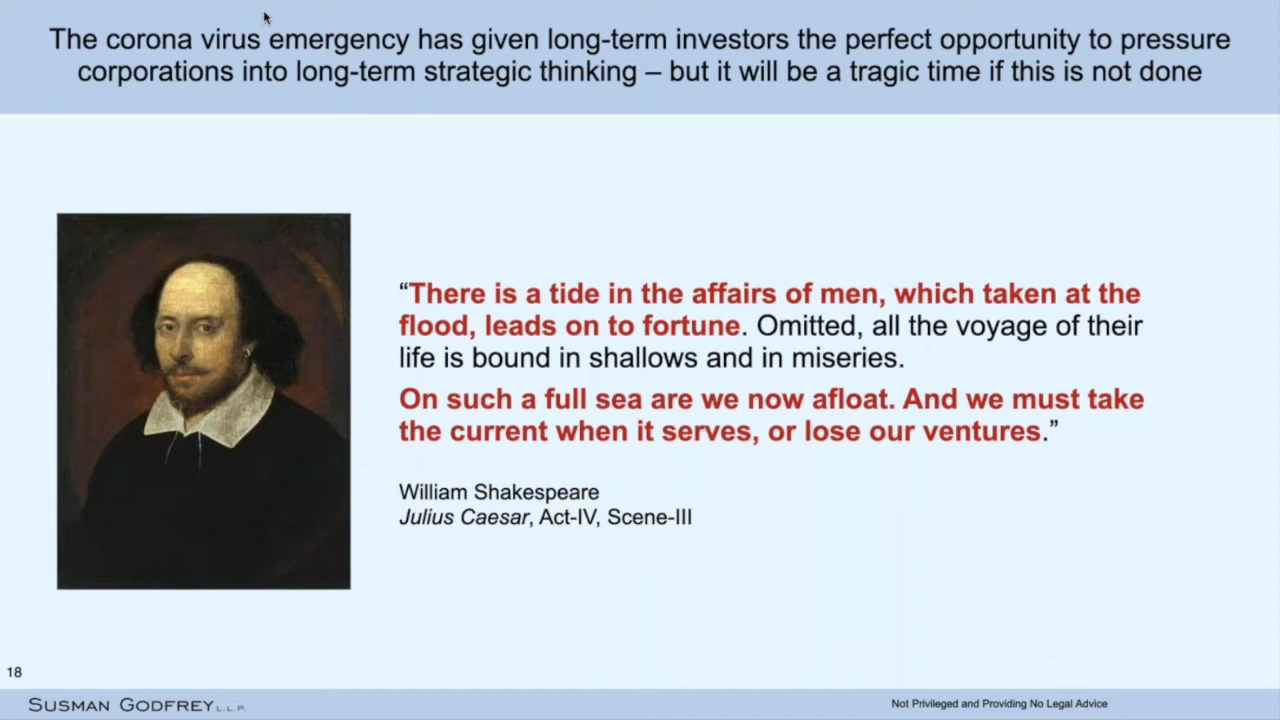 The corona virus emergency has given long-term investors the perfect opportunity to pressure
corporations into long-term strategic thinking – but it will be a tragic time if this is not done
“There is a tide in the affairs of men, which taken at the
flood, leads on to fortune. Omitted, all the voyage of their
life is bound in shallows and in miseries.
On such a full sea are we now afloat. And we must take
the current when it serves, or lose our ventures.”
William Shakespeare
Julius Caesar, Act-IV, Scene-III
18
SUSMAN GODFREY L.L.P.
Not Privileged and Providing No Legal Advice